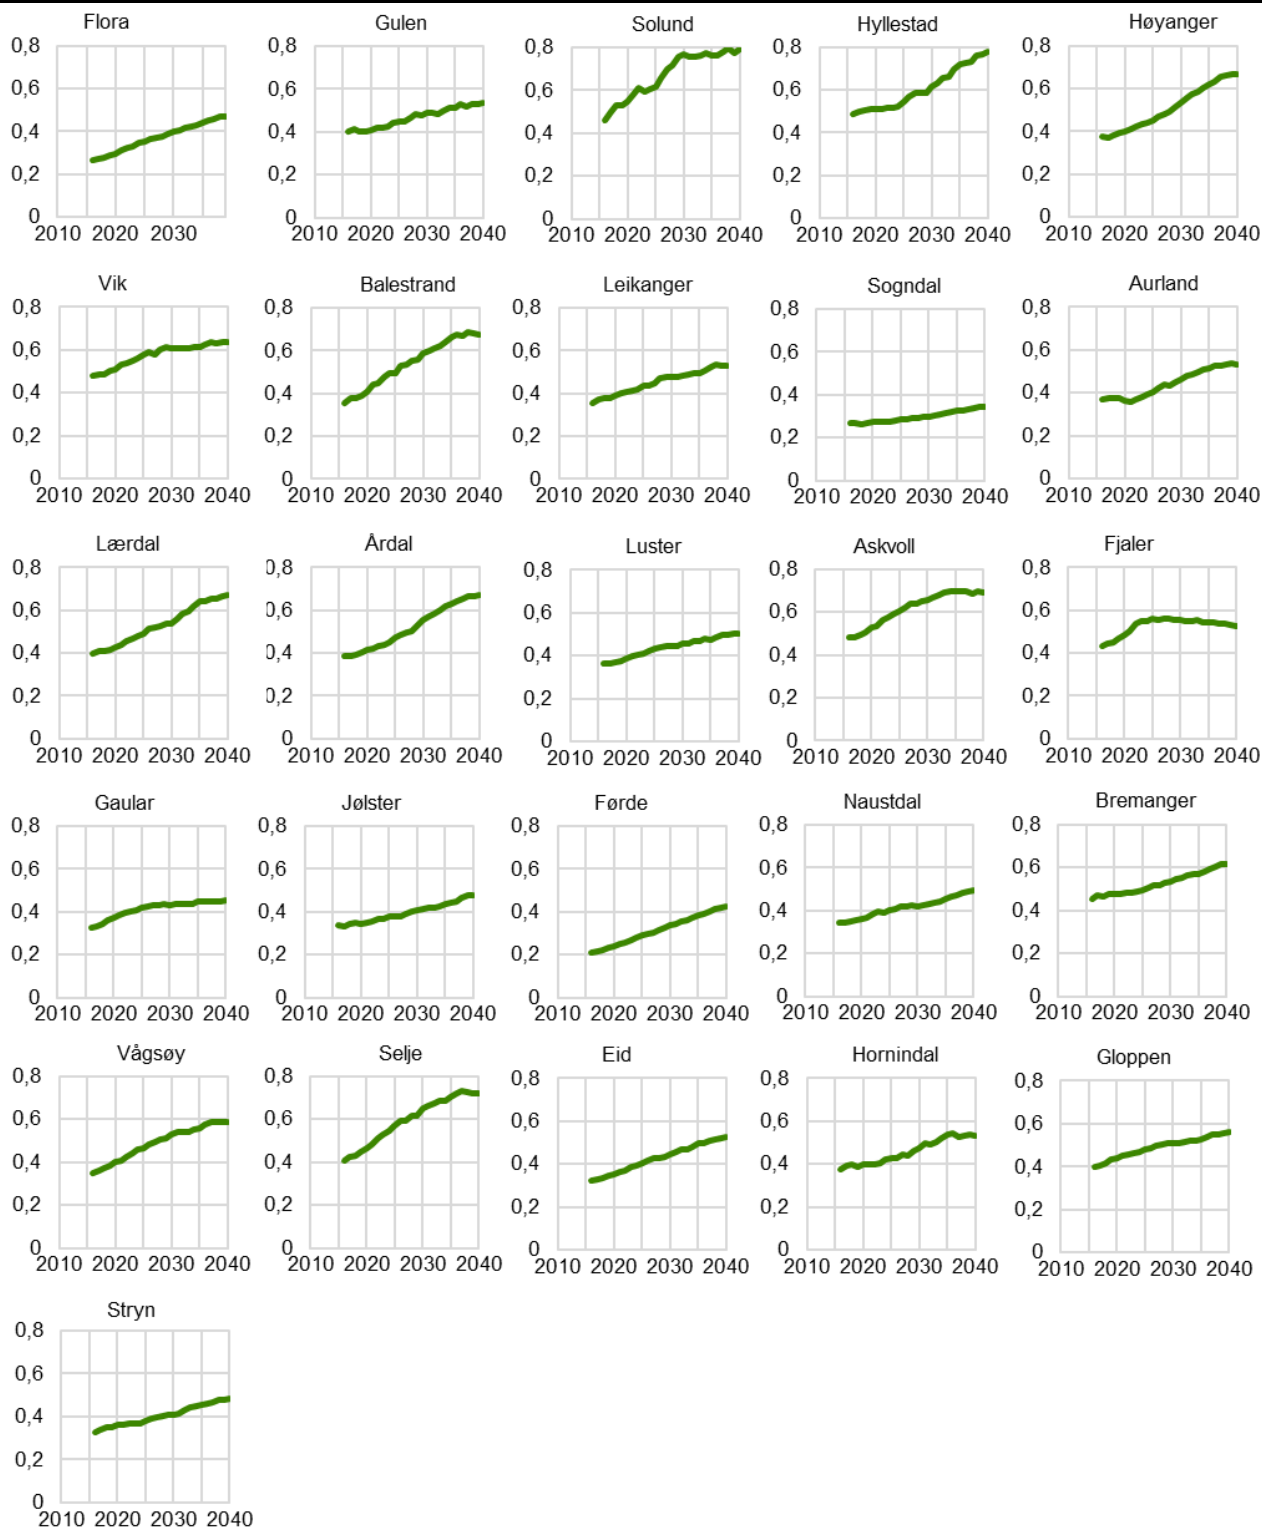 Flora Gulen Solund Hyllestad Høyanger
0,8 0,8 0,8 0,8 0,8
0,6 0,6 0,6 0,6 0,6
0,4 0,4 0,4 0,4 0,4
0,2 0,2 0,2 0,2 0,2
0 0 0 0 0
2010 2020 2030 2010 2020 2030 2040 2010 2020 2030 2040 2010 2020 2030 2040 2010 2020 2030 2040
Vik Balestrand Leikanger Sogndal Aurland
0,8 0,8 0,8 0,8 0,8
0,6 0,6 0,6 0,6 0,6
0,4 0,4 0,4 0,4 0,4
0,2 0,2 0,2 0,2 0,2
0 0 0 0 0
2010 2020 2030 2040 2010 2020 2030 2040 2010 2020 2030 2040 2010 2020 2030 2040 2010 2020 2030 2040
Lærdal Årdal Luster Askvoll Fjaler
0,8 0,8 0,8 0,8 0,8
0,6 0,6 0,6 0,6 0,6
0,4 0,4 0,4 0,4 0,4
0,2 0,2 0,2 0,2 0,2
0 0 0 0 0
2010 2020 2030 2040 2010 2020 2030 2040 2010 2020 2030 2040 2010 2020 2030 2040 2010 2020 2030 2040
Gaular Jølster Førde Naustdal Bremanger
0,8 0,8 0,8 0,8 0,8
0,6 0,6 0,6 0,6 0,6
0,4 0,4 0,4 0,4 0,4
0,2 0,2 0,2 0,2 0,2
0 0 0 0 0
2010 2020 2030 2040 2010 2020 2030 2040 2010 2020 2030 2040 2010 2020 2030 2040 2010 2020 2030 2040
Vågsøy Selje Eid Hornindal Gloppen
0,8 0,8 0,8 0,8 0,8
0,6 0,6 0,6 0,6 0,6
0,4 0,4 0,4 0,4 0,4
0,2 0,2 0,2 0,2 0,2
0 0 0 0 0
2010 2020 2030 2040 2010 2020 2030 2040 2010 2020 2030 2040 2010 2020 2030 2040 2010 2020 2030 2040
Stryn
0,8
0,6
0,4
0,2
0
2010 2020 2030 2040